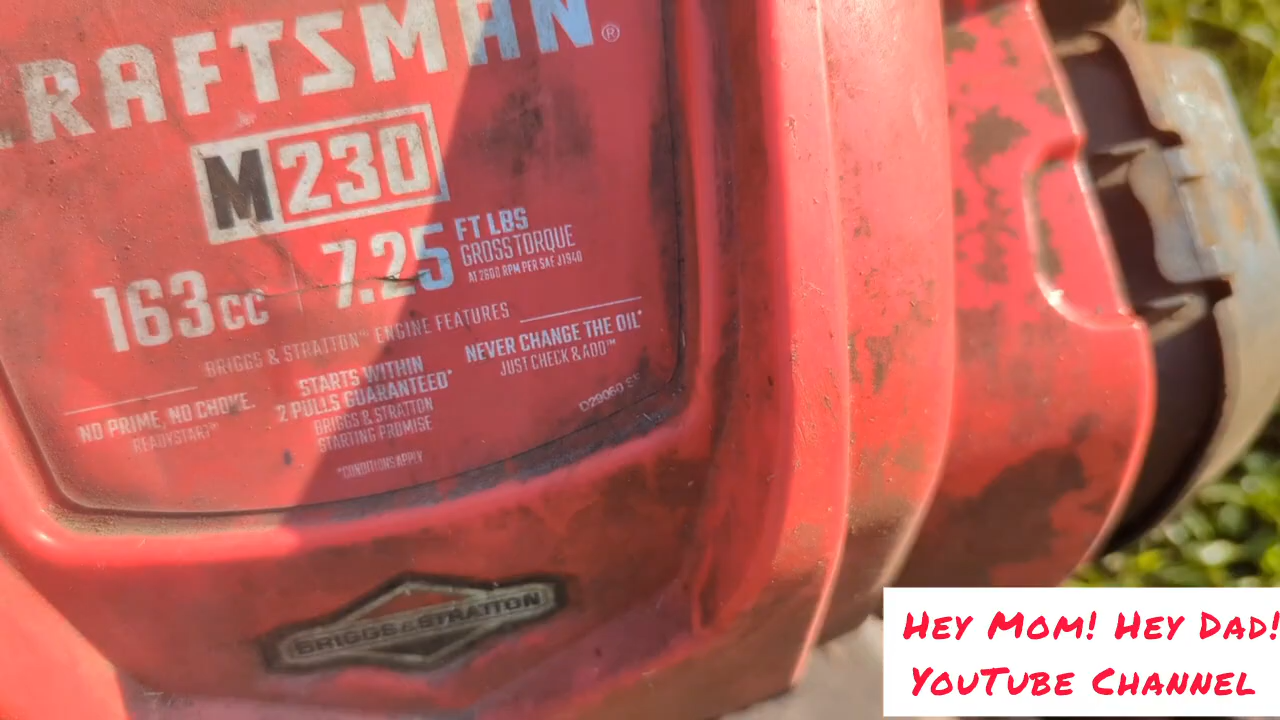 CRAFTSMAN®
M230
163cc
7.25 FT LBS
GROSS TORQUE
AT 2600 RPM PER SAE J1940
BRIGGS & STRATTON™ ENGINE FEATURES
NO PRIME, NO CHOKE.
READYSTART®
STARTS WITHIN
2 PULLS GUARANTEED*
BRIGGS & STRATTON
STARTING PROMISE
*CONDITIONS APPLY
NEVER CHANGE THE OIL*
JUST CHECK & ADD™
BRIGGS & STRATTON
Hey Mom! Hey Dad!
YouTube Channel